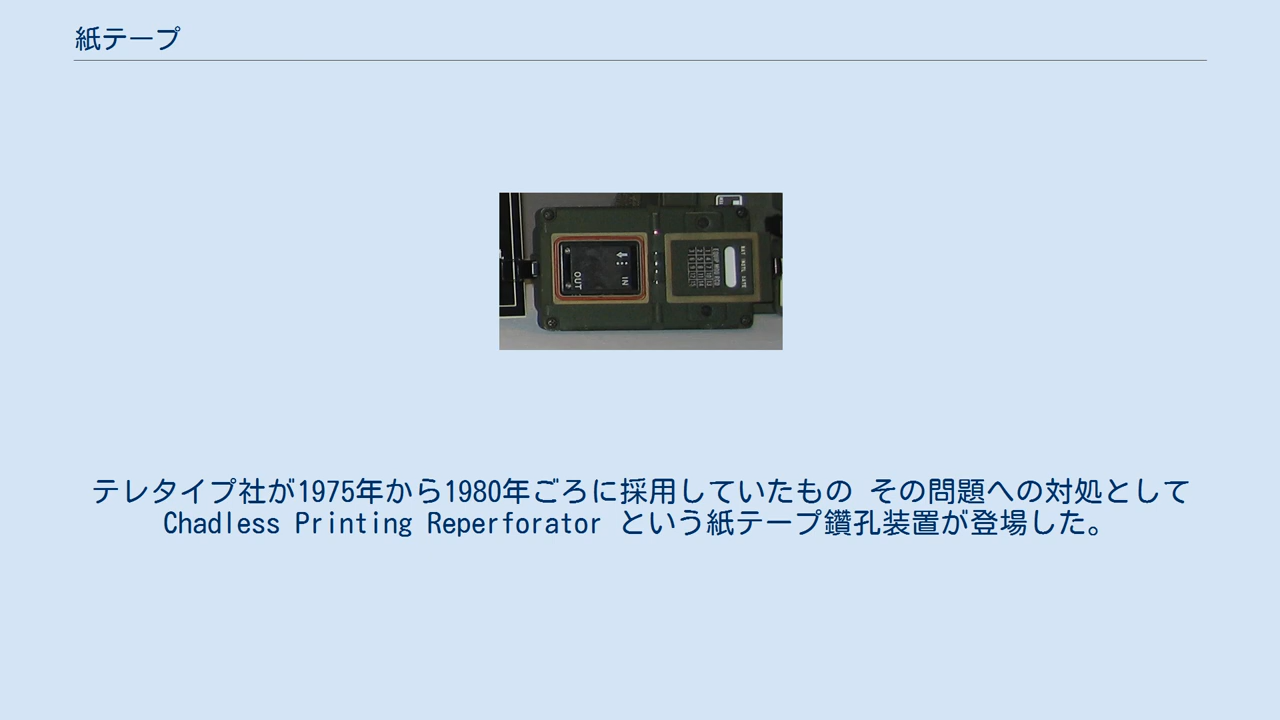 紙テープ
OUT
IN
テレタイプ社が1975年から1980年ごろに採用していたもの その問題への対処として
Chadless Printing Reperforator という紙テープ鑽孔装置が登場した。